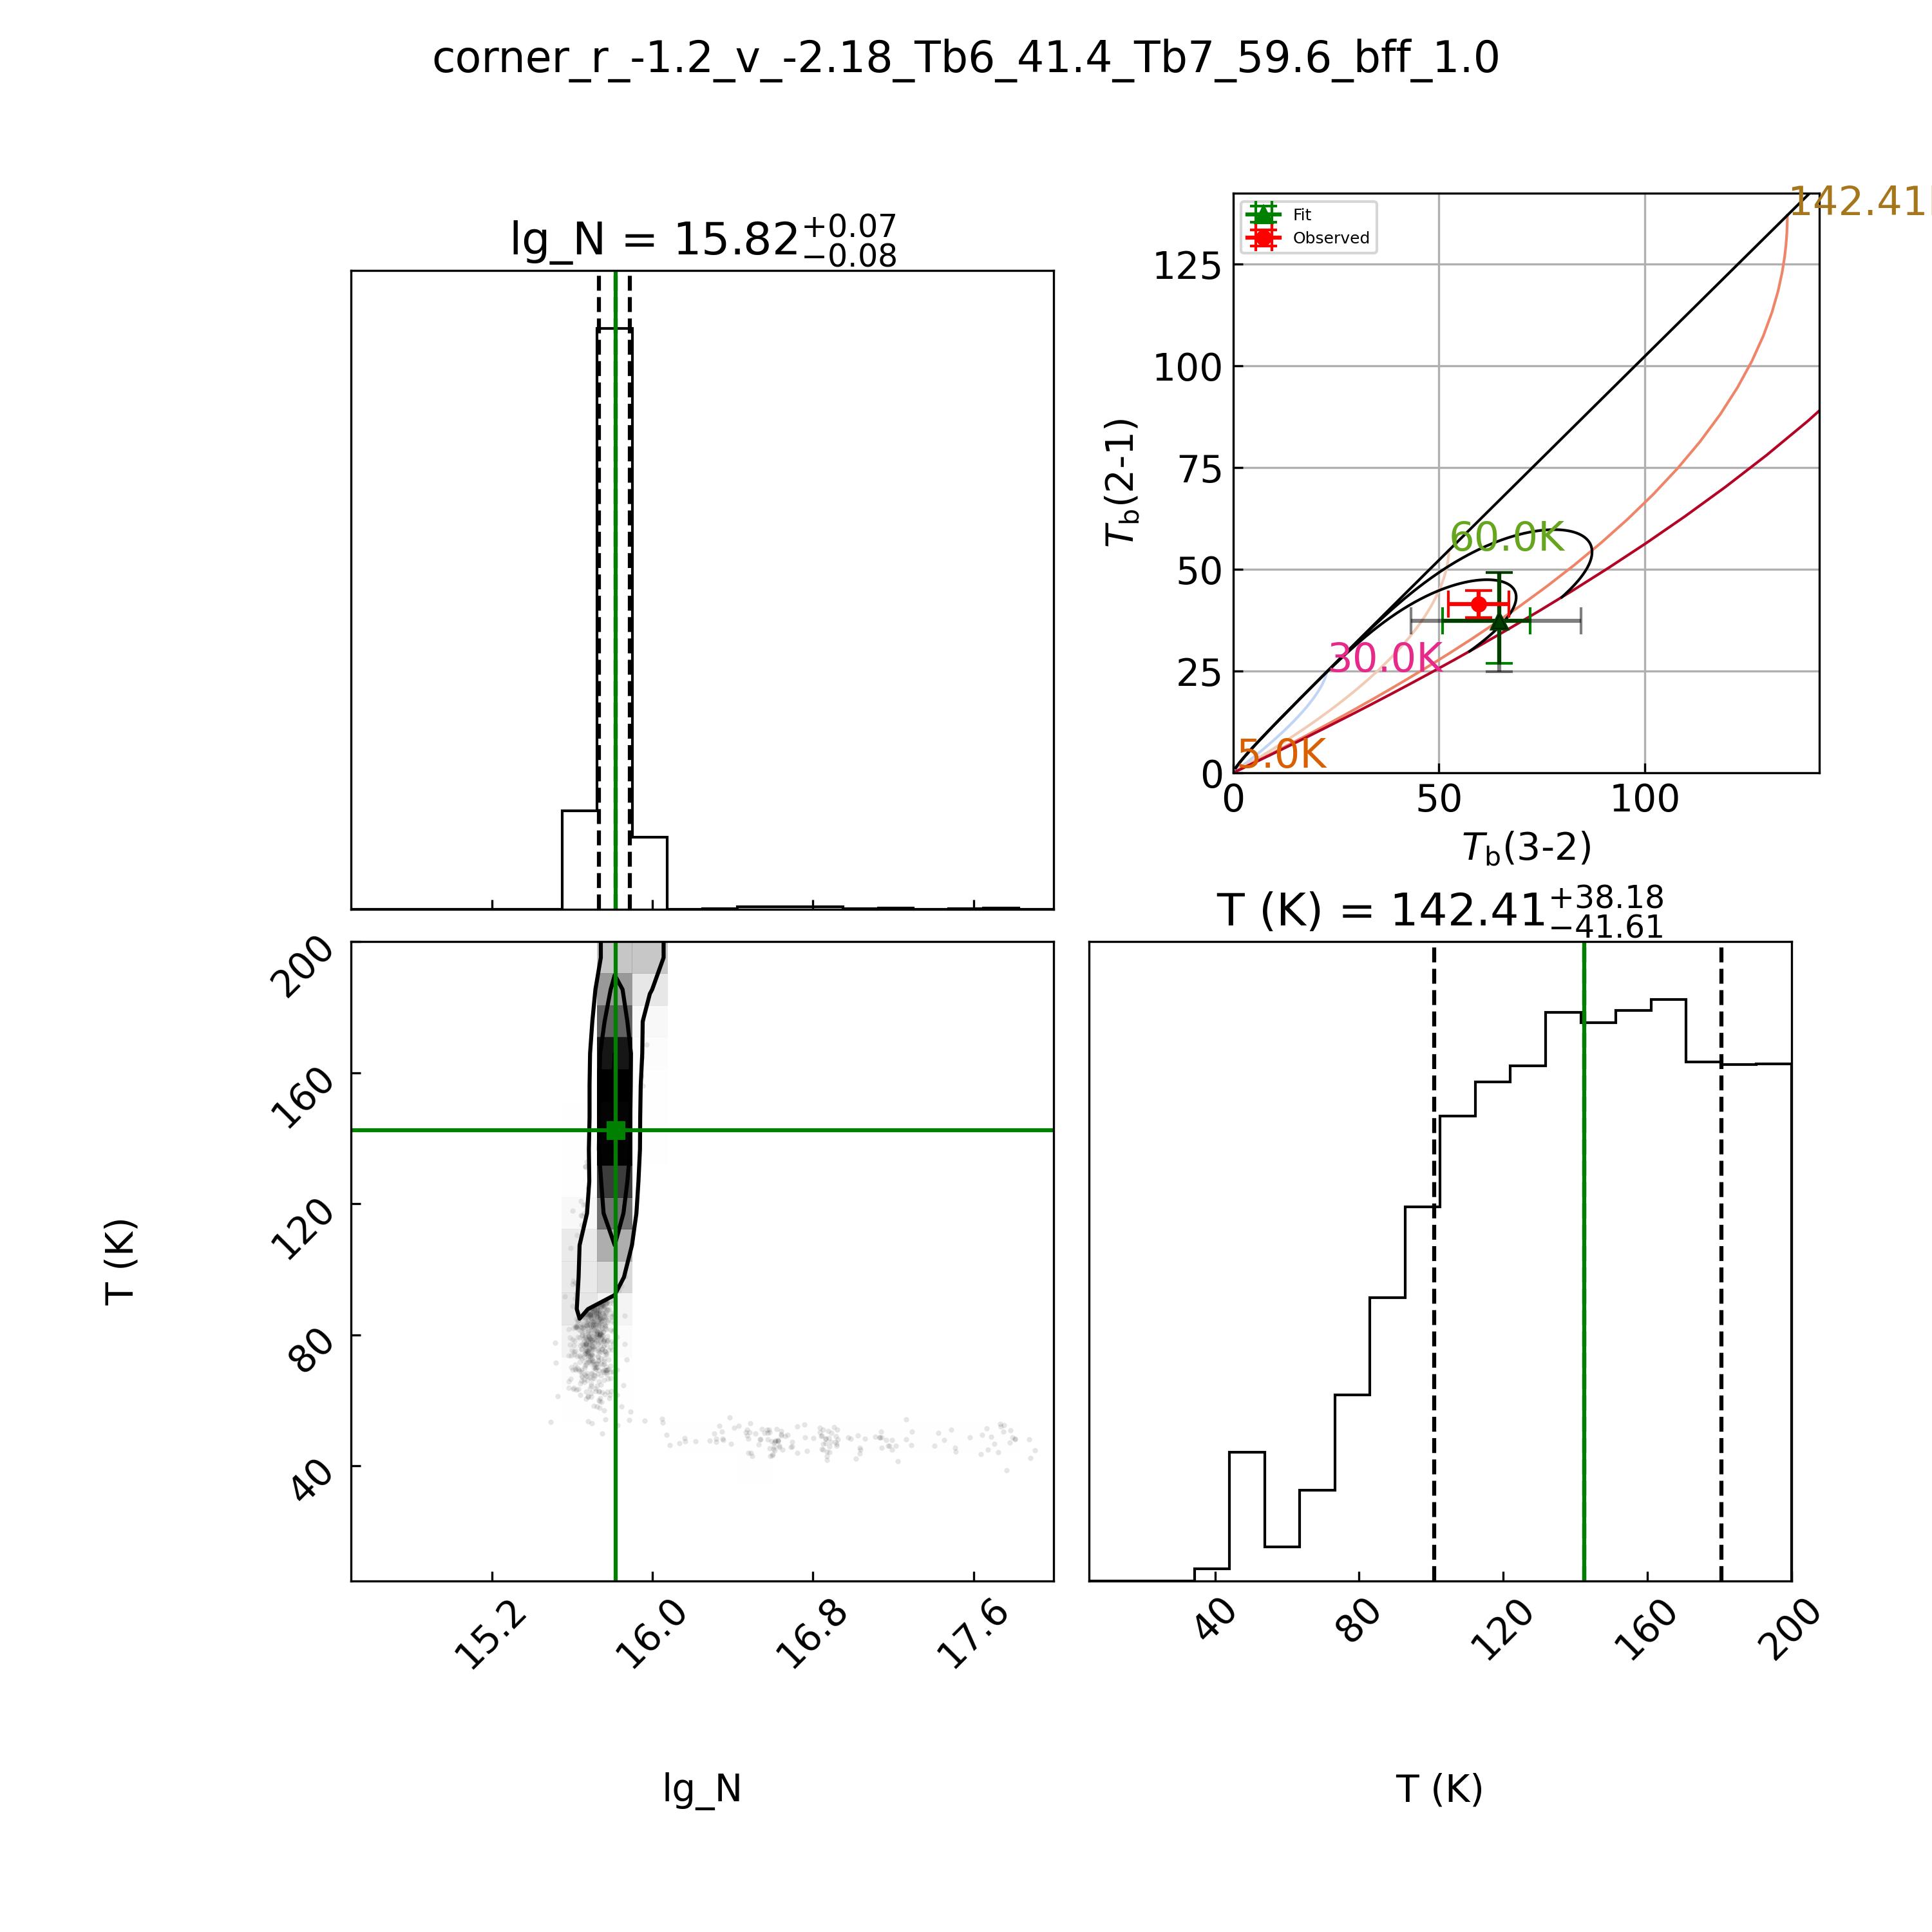 corner_r_-1.2_v_-2.18_Tb6_41.4_Tb7_59.6_bff_1.0
lg_N = 15.82+0.07−0.08
Fit
Observed
142.41
125
100
75
50
25
0
Tb(2-1)
60.0K
30.0K
5.0K
0 50 100
Tb(3-2)
T (K) = 142.41+38.18−41.61
200
160
120
80
40
T (K)
15.2 16.0 16.8 17.6
lg_N
40 80 120 160 200
T (K)